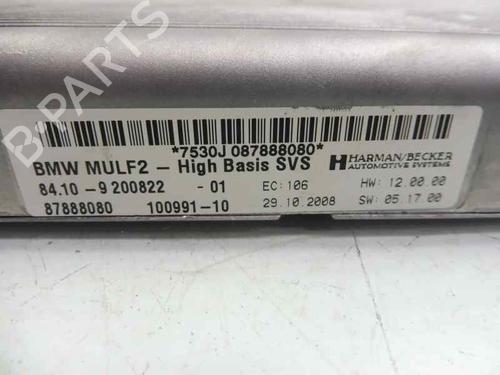 *7530J 087888080*
BMW MULF2 - High Basis SVS
HARMAN/BECKER
AUTOMOTIVE SYSTEMS
84.10-9 200822 -01
EC: 106
HW: 12.00.00
87888080 100991-10
29.10.2008
SW: 05.17.00
B-PARTS